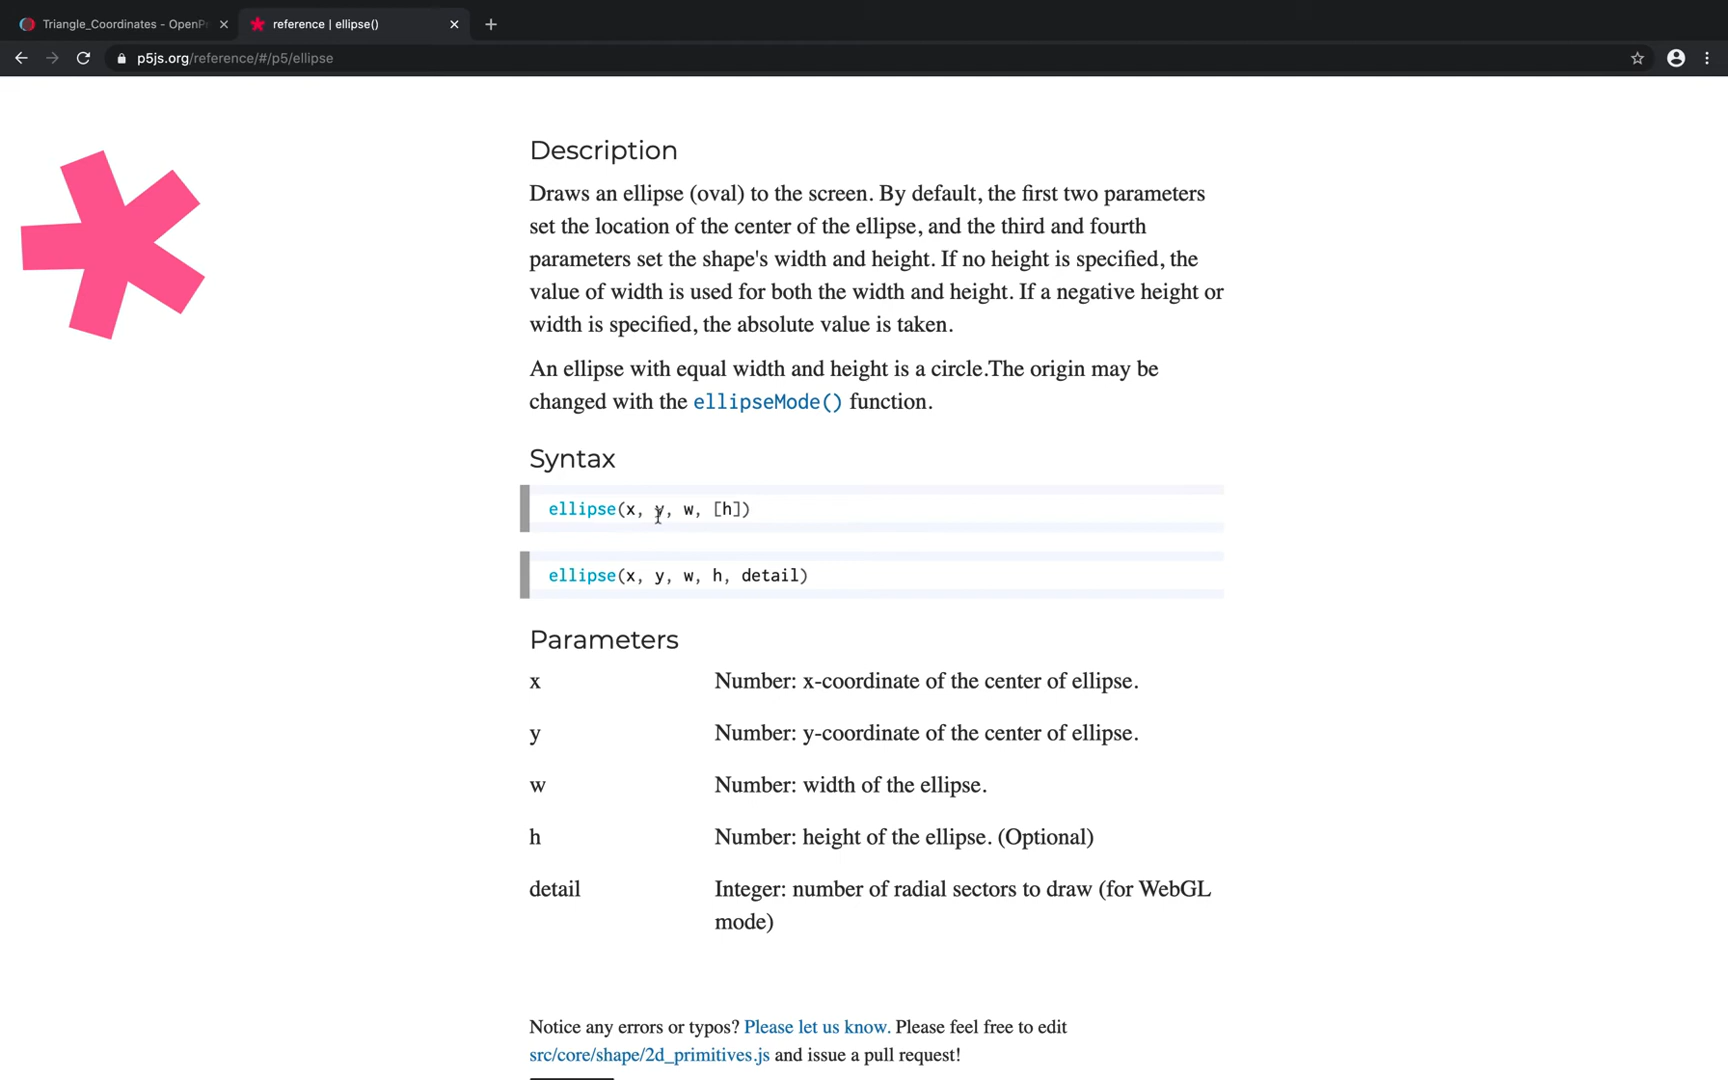 Triangle_Coordinates - OpenP
reference | ellipse()
p5js.org/reference/#/p5/ellipse
Description
Draws an ellipse (oval) to the screen. By default, the first two parameters
set the location of the center of the ellipse, and the third and fourth
parameters set the shape's width and height. If no height is specified, the
value of width is used for both the width and height. If a negative height or
width is specified, the absolute value is taken.
An ellipse with equal width and height is a circle.The origin may be
changed with the ellipseMode() function.
Syntax
ellipse(x, y, w, [h])
ellipse(x, y, w, h, detail)
Parameters
x Number: x-coordinate of the center of ellipse.
y Number: y-coordinate of the center of ellipse.
w Number: width of the ellipse.
h Number: height of the ellipse. (Optional)
detail Integer: number of radial sectors to draw (for WebGL
mode)
Notice any errors or typos? Please let us know. Please feel free to edit
src/core/shape/2d_primitives.js and issue a pull request!